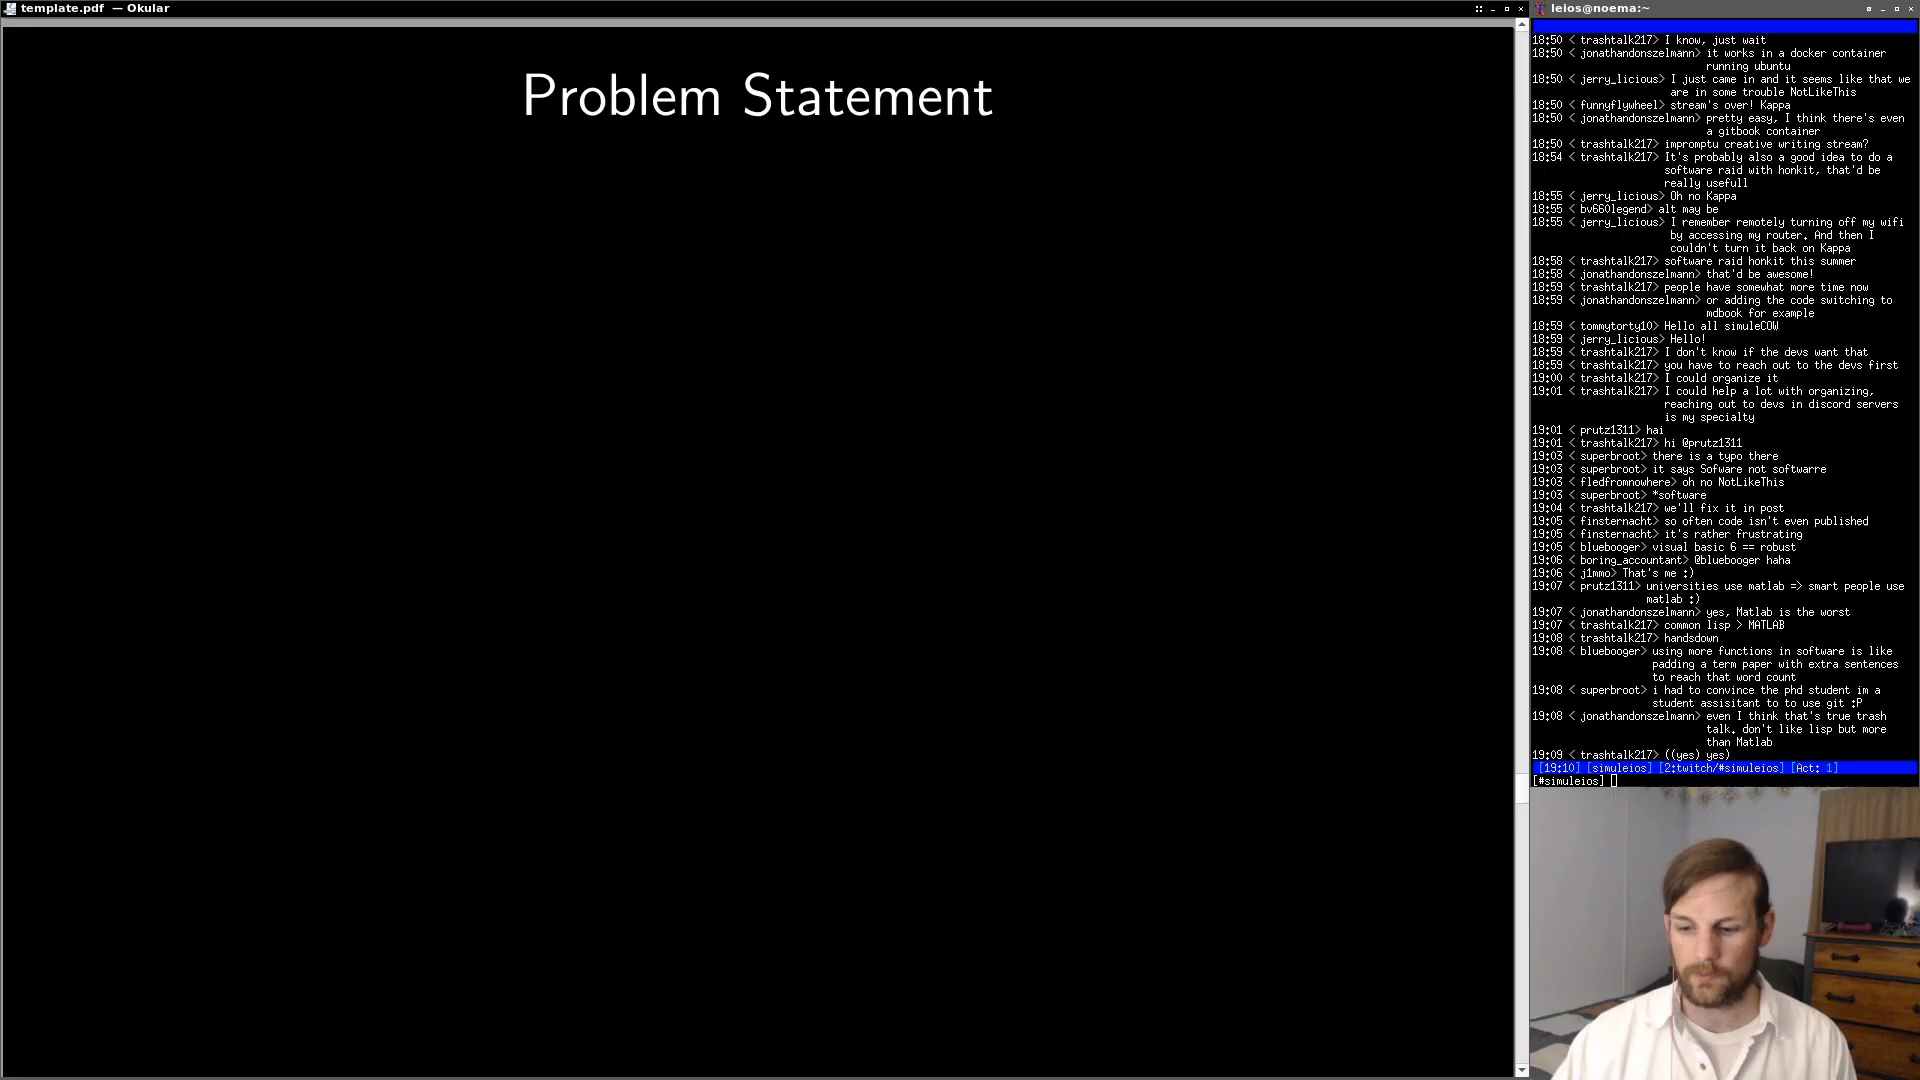 template.pdf — Okular
Problem Statement
leios@noema:~
18:50 < trashtalk217> I know, just wait
18:50 < jonathandonszelmann> it works in a docker container
running ubuntu
18:50 < jerry_licious> I just came in and it seems like that we
are in some trouble NotLikeThis
18:50 < funnyflywheel> stream's over! Kappa
18:50 < jonathandonszelmann> pretty easy, I think there's even
a gitbook container
18:50 < trashtalk217> impromptu creative writing stream?
18:54 < trashtalk217> It's probably also a good idea to do a
software raid with honkit, that'd be
really usefull
18:55 < jerry_licious> Oh no Kappa
18:55 < bv660legend> alt may be
18:55 < jerry_licious> I remember remotely turning off my wifi
by accessing my router. And then I
couldn't turn it back on Kappa
18:58 < trashtalk217> software raid honkit this summer
18:58 < jonathandonszelmann> that'd be awesome!
18:59 < trashtalk217> people have somewhat more time now
18:59 < jonathandonszelmann> or adding the code switching to
mdbook for example
18:59 < tommytorty10> Hello all simuleCOW
18:59 < jerry_licious> Hello!
18:59 < trashtalk217> I don't know if the devs want that
18:59 < trashtalk217> you have to reach out to the devs first
19:00 < trashtalk217> I could organize it
19:01 < trashtalk217> I could help a lot with organizing,
reaching out to devs in discord servers
is my specialty
19:01 < prutz1311> hai
19:01 < trashtalk217> hi @prutz1311
19:03 < superbroot> there is a typo there
19:03 < superbroot> it says Sofware not softwarre
19:03 < fledfromnowhere> oh no NotLikeThis
19:03 < superbroot> *software
19:04 < trashtalk217> we'll fix it in post
19:05 < finsternacht> so often code isn't even published
19:05 < finsternacht> it's rather frustrating
19:05 < bluebooger> visual basic 6 == robust
19:06 < boring_accountant> @bluebooger haha
19:06 < j1mmo> That's me :)
19:07 < prutz1311> universities use matlab => smart people use
matlab :)
19:07 < jonathandonszelmann> yes, Matlab is the worst
19:07 < trashtalk217> common lisp > MATLAB
19:08 < trashtalk217> handsdown
19:08 < bluebooger> using more functions in software is like
padding a term paper with extra sentences
to reach that word count
19:08 < superbroot> i had to convince the phd student im a
student assisitant to to use git :P
19:08 < jonathandonszelmann> even I think that's true trash
talk. don't like lisp but more
than Matlab
19:09 < trashtalk217> ((yes) yes)
[19:10] [simuleios] [2:twitch/#simuleios] [Act: 1]
[#simuleios]